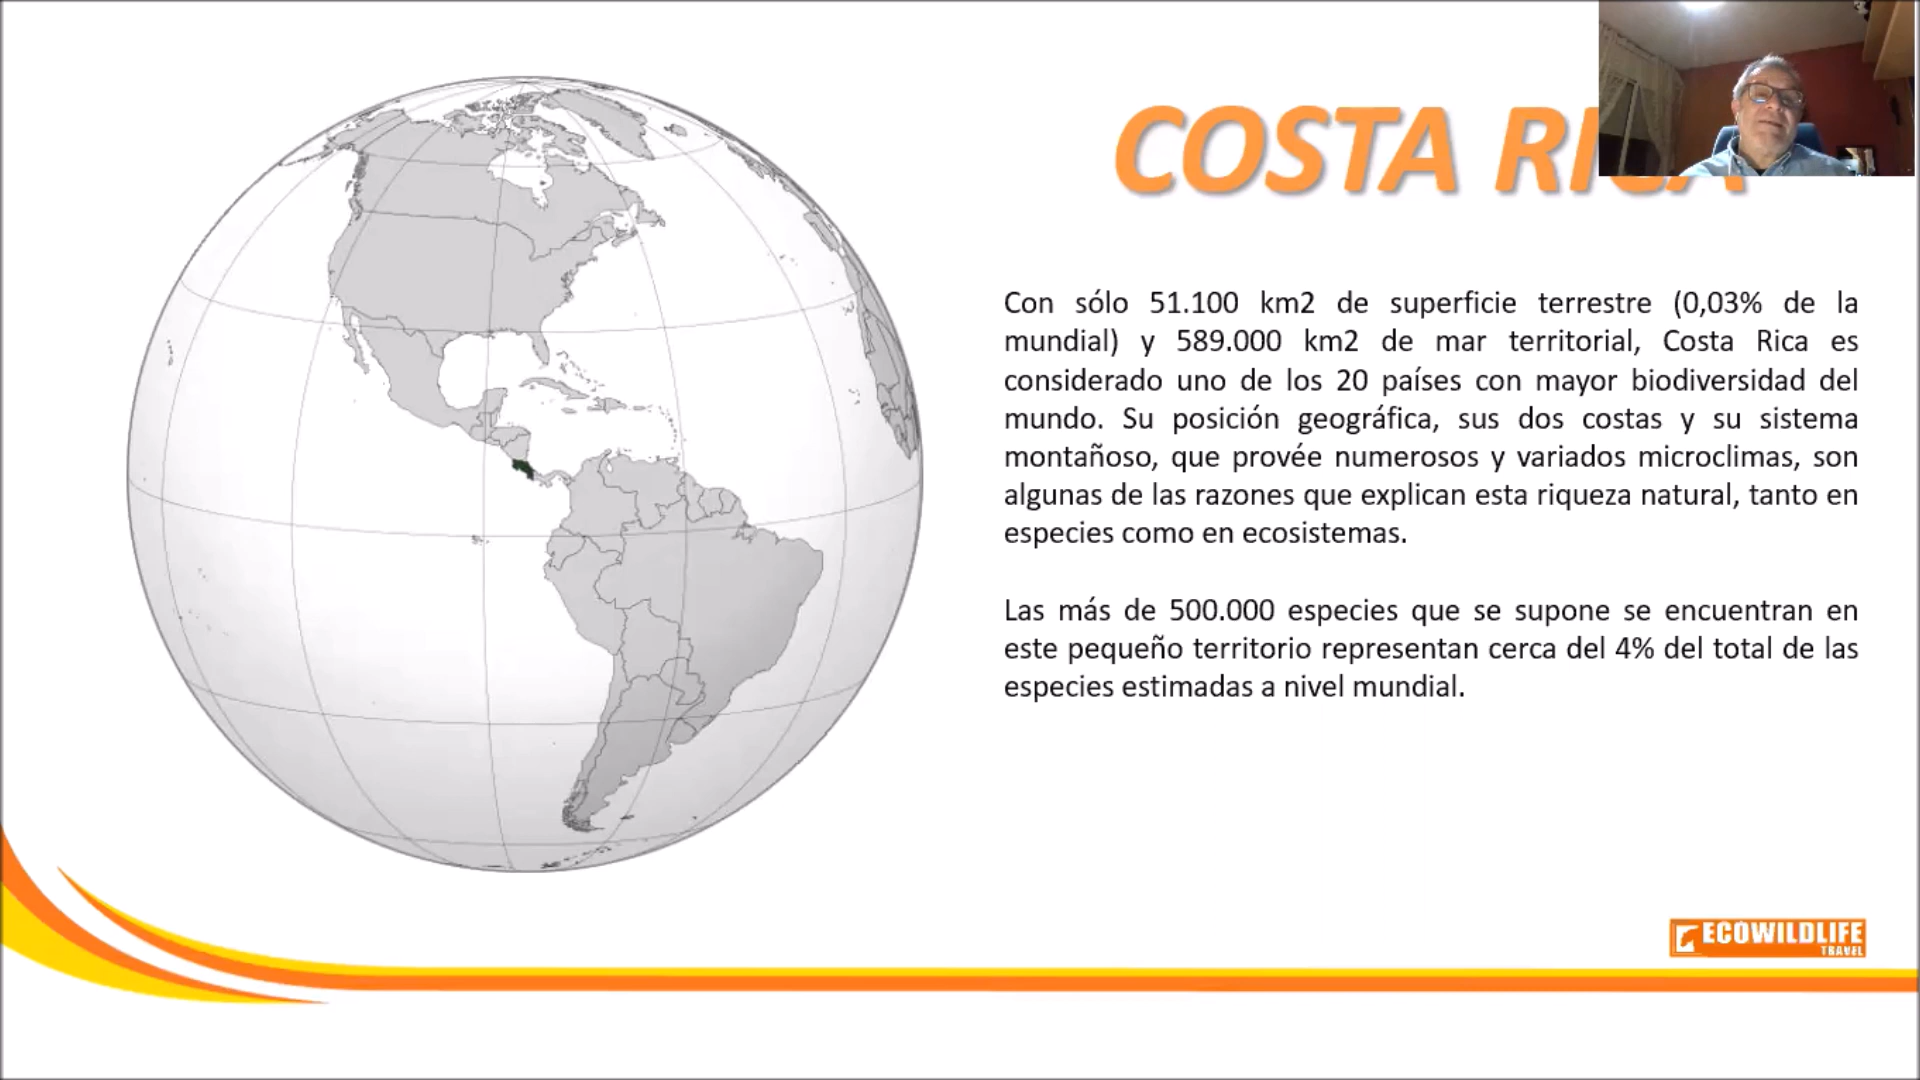 COSTA RICA
Con sólo 51.100 km2 de superficie terrestre (0,03% de la
mundial) y 589.000 km2 de mar territorial, Costa Rica es
considerado uno de los 20 países con mayor biodiversidad del
mundo. Su posición geográfica, sus dos costas y su sistema
montañoso, que provée numerosos y variados microclimas, son
algunas de las razones que explican esta riqueza natural, tanto en
especies como en ecosistemas.
Las más de 500.000 especies que se supone se encuentran en
este pequeño territorio representan cerca del 4% del total de las
especies estimadas a nivel mundial.
ECOWILDLIFE
TRAVEL